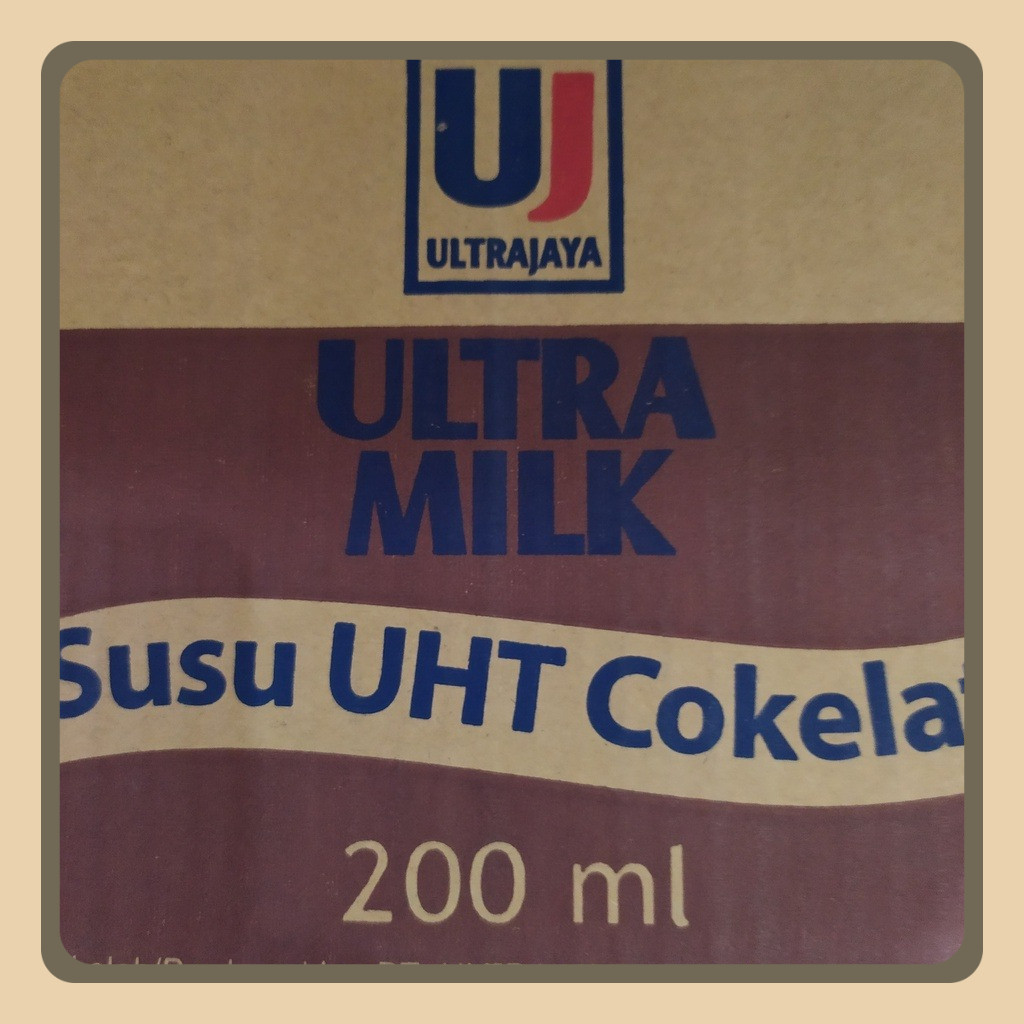 UJ
ULTRAJAYA
ULTRA
MILK
Susu UHT Cokelat
200 ml